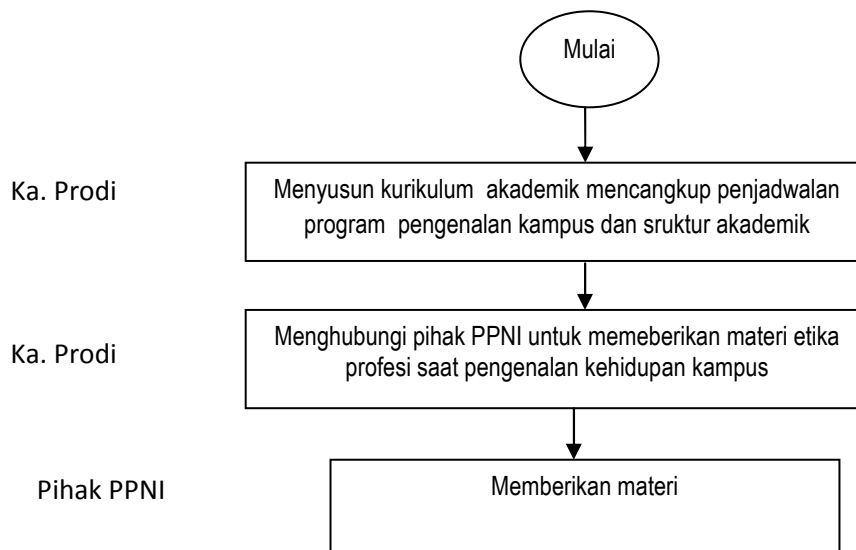 Mulai
Ka. Prodi
Menyusun kurikulum akademik mencangkup penjadwalan
program pengenalan kampus dan sruktur akademik
Ka. Prodi
Menghubungi pihak PPNI untuk memeberikan materi etika
profesi saat pengenalan kehidupan kampus
Pihak PPNI
Memberikan materi